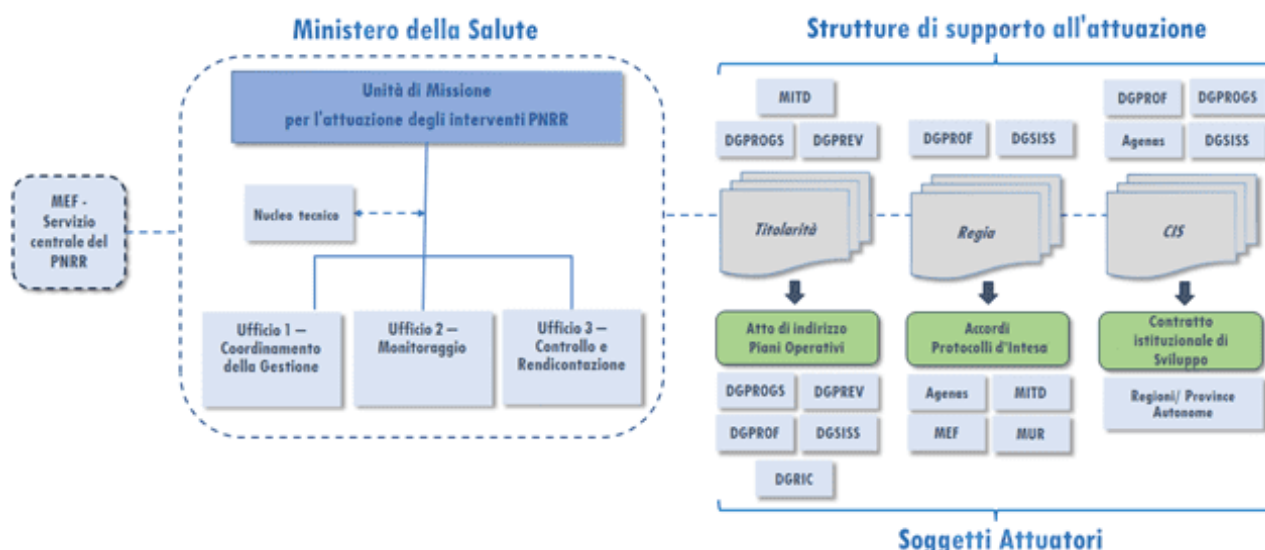 Ministero della Salute
Strutture di supporto all'attuazione
Unità di Missione
per l'attuazione degli interventi PNRR
MEF -
Servizio
centrale del
PNRR
Nucleo tecnico
Ufficio 1 –
Coordinamento
della Gestione
Ufficio 2 –
Monitoraggio
Ufficio 3 –
Controllo e
Rendicontazione
MITD
DGPROGS
DGPREV
Titolarità
Atto di indirizzo
Piani Operativi
DGPROGS
DGPREV
DGPROF
DGSISS
DGRIC
DGPROF
DGSISS
Regia
Accordi
Protocolli d'Intesa
Agenas
MITD
MEF
MUR
DGPROF
DGPROGS
Agenas
DGSISS
CIS
Contratto
istituzionale di
Sviluppo
Regioni/ Province
Autonome
Soggetti Attuatori